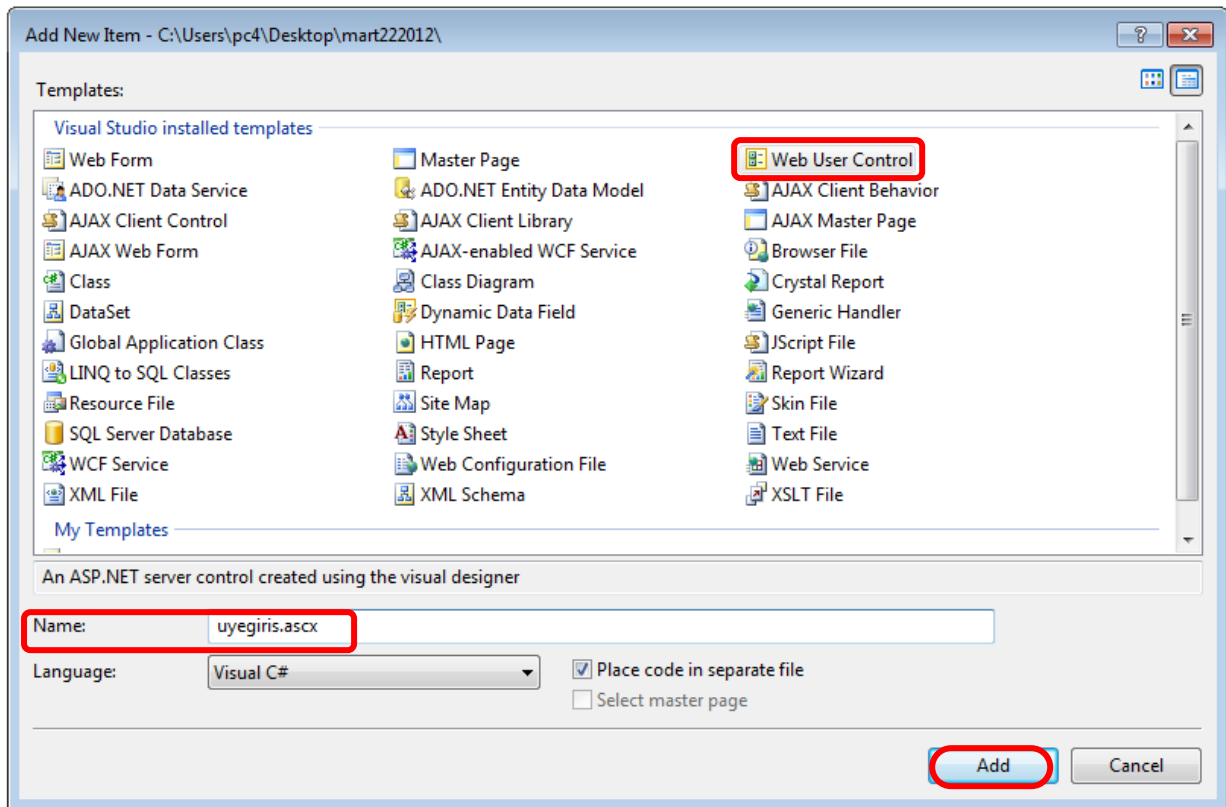 Add New Item - C:\Users\pc4\Desktop\mart222012\
Templates:
Visual Studio installed templates
Web Form Master Page Web User Control
ADO.NET Data Service ADO.NET Entity Data Model AJAX Client Behavior
AJAX Client Control AJAX Client Library AJAX Master Page
AJAX Web Form AJAX-enabled WCF Service Browser File
Class Class Diagram Crystal Report
DataSet Dynamic Data Field Generic Handler
Global Application Class HTML Page JScript File
LINQ to SQL Classes Report Report Wizard
Resource File Site Map Skin File
SQL Server Database Style Sheet Text File
WCF Service Web Configuration File Web Service
XML File XML Schema XSLT File
My Templates
An ASP.NET server control created using the visual designer
Name: uyegiris.ascx
Language: Visual C# Place code in separate file
Select master page
Add Cancel